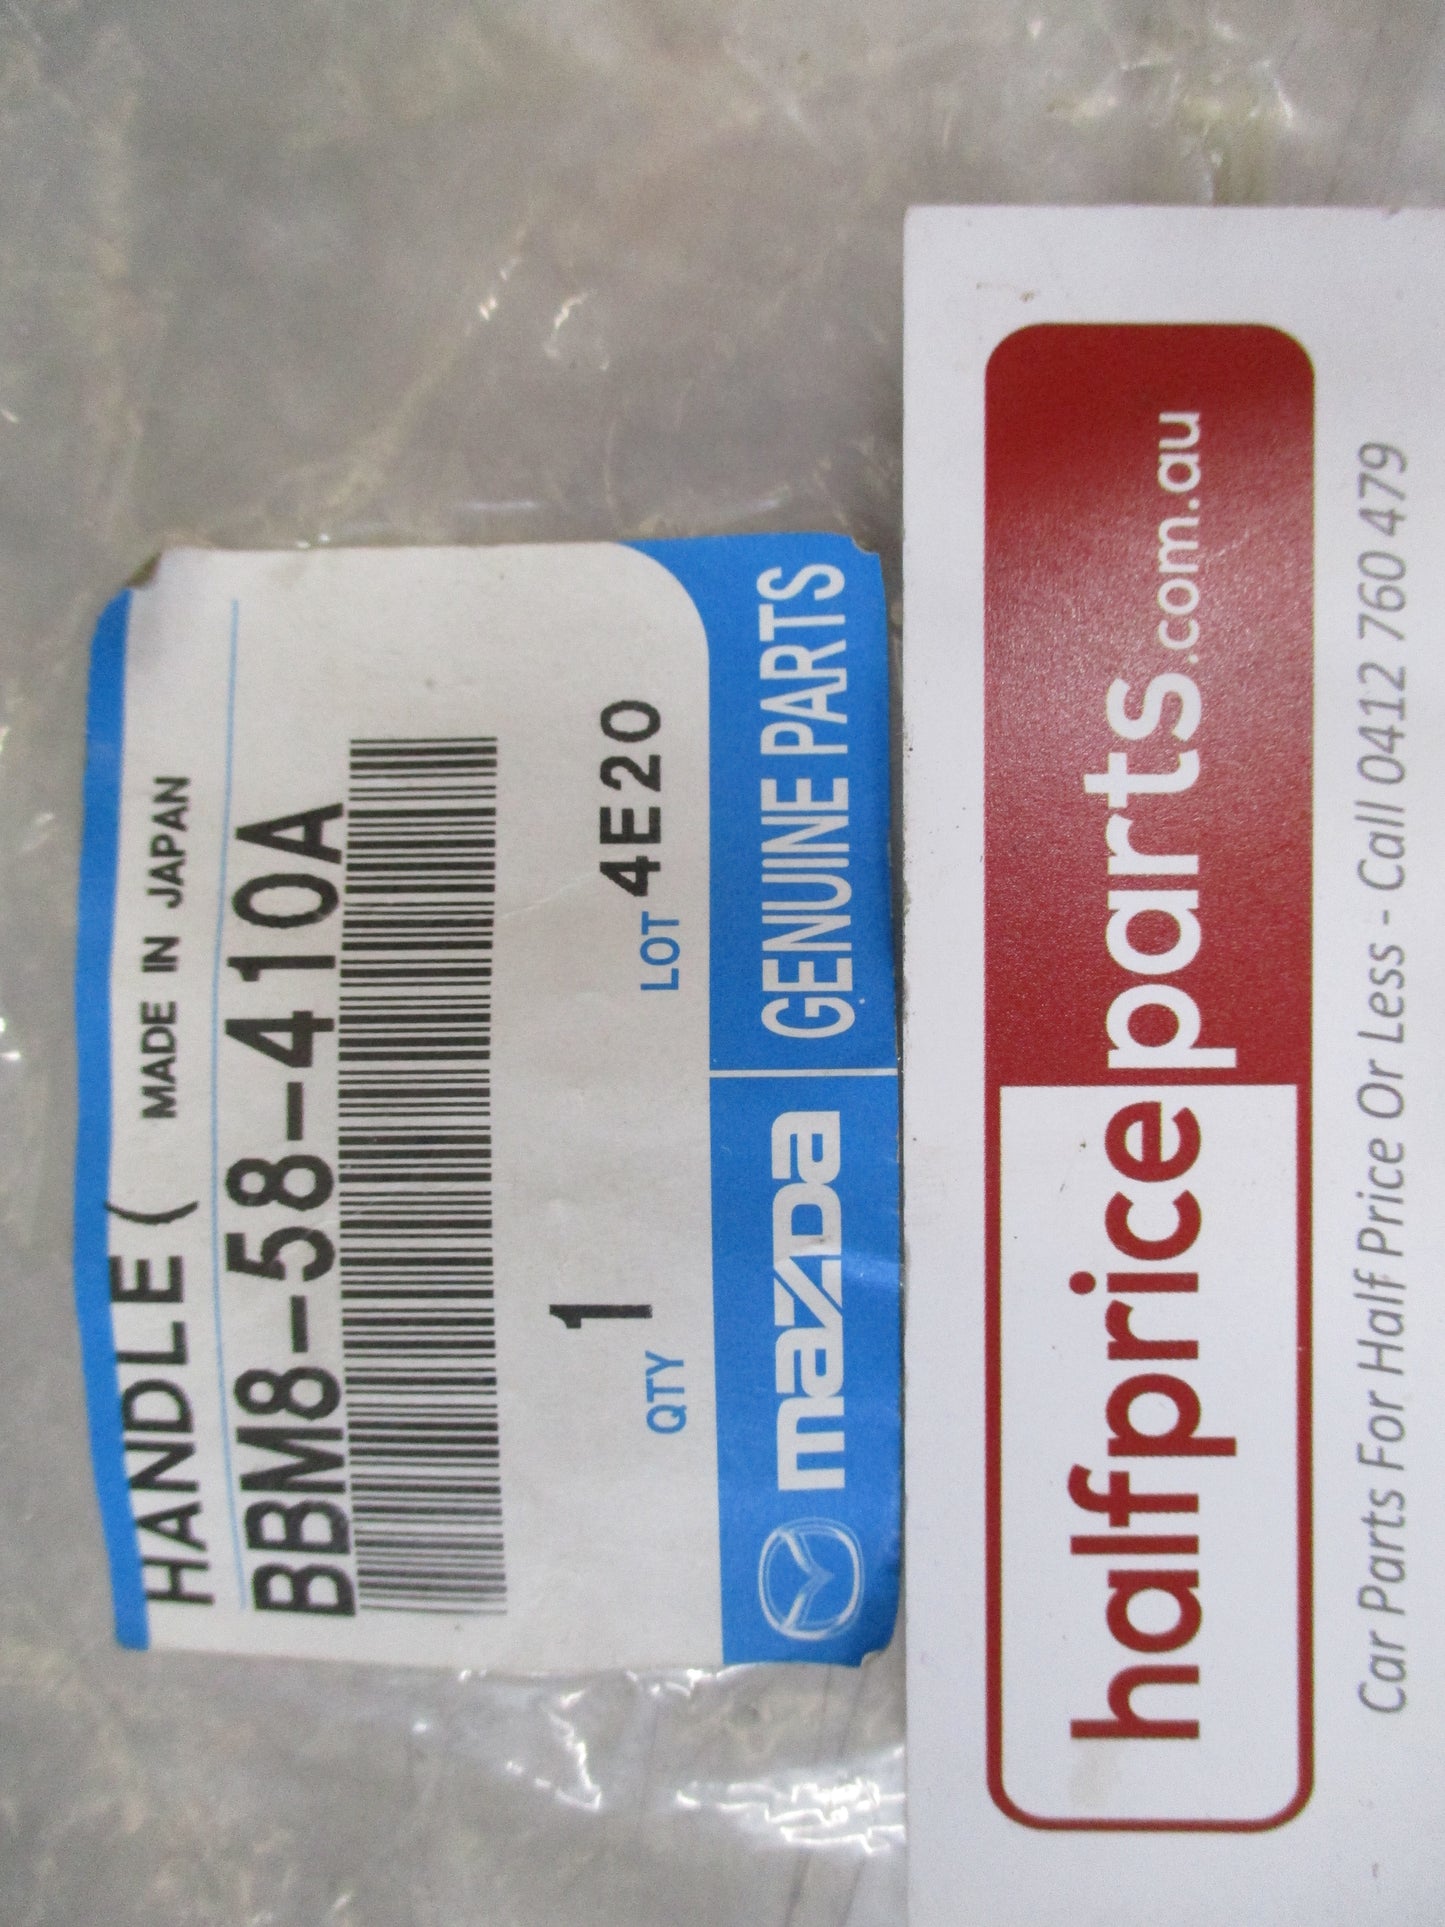 HANDLE ( MADE IN JAPAN
BBM8-58-410A
QTY 1 LOT 4E20
mazda GENUINE PARTS
halfpriceparts.com.au
Car Parts For Half Price Or Less - Call 0412 760 479